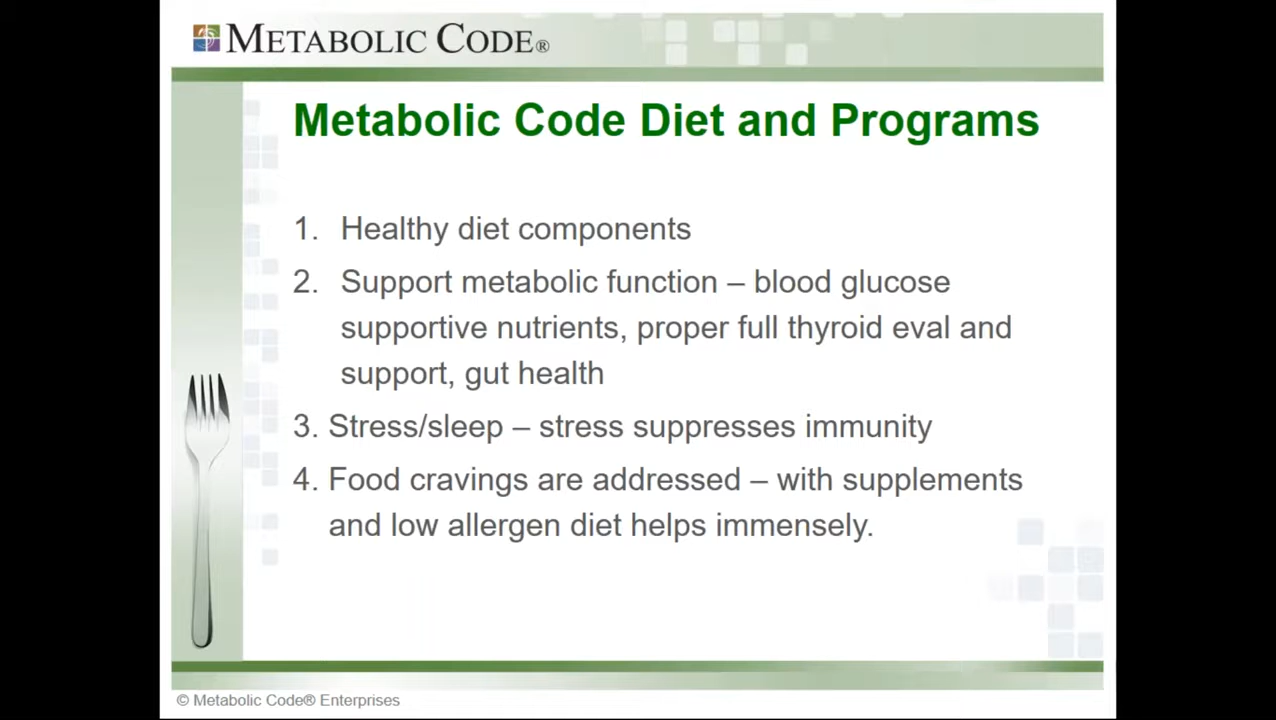 METABOLIC CODE®
Metabolic Code Diet and Programs
1. Healthy diet components
2. Support metabolic function – blood glucose
supportive nutrients, proper full thyroid eval and
support, gut health
3. Stress/sleep – stress suppresses immunity
4. Food cravings are addressed – with supplements
and low allergen diet helps immensely.
© Metabolic Code® Enterprises